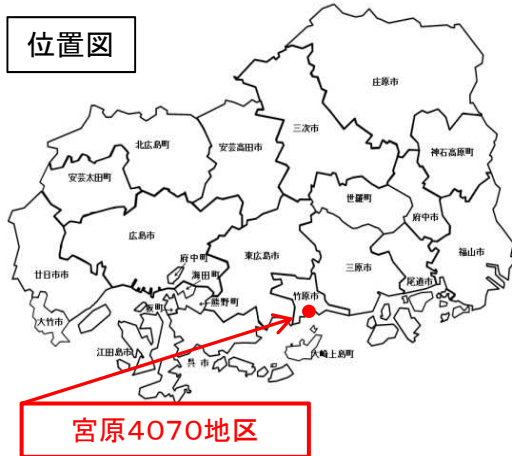 位置図
庄原市
三次市
北広島町
安芸高田市
神石高原町
安芸太田町
世羅町
府中市
広島市
東広島市
三原市
福山市
府中町
海田町
尾道市
廿日市市
竹原市
熊野町
坂町
大竹市
江田島市
呉市
大崎上島町
宮原4070地区